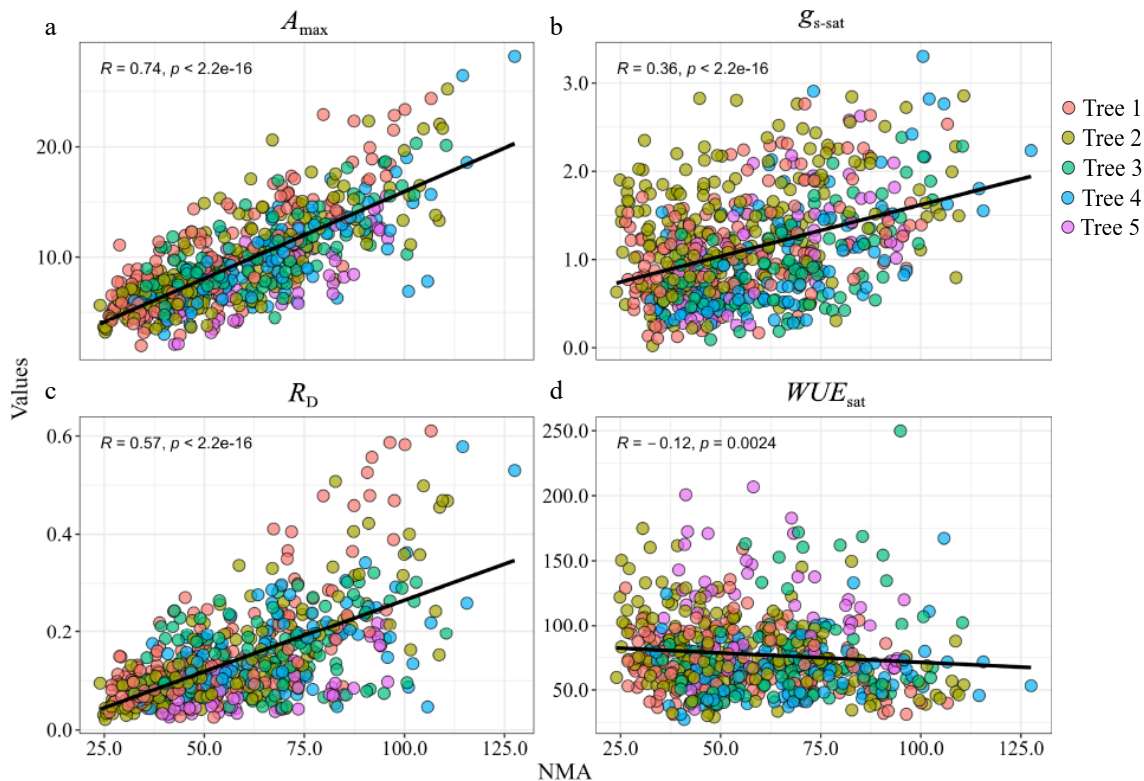 a
A max
R = 0.74, p < 2.2e-16
20.0
10.0
b
g s-sat
R = 0.36, p < 2.2e-16
3.0
2.0
1.0
0.0
Tree 1
Tree 2
Tree 3
Tree 4
Tree 5
Values
c
R D
R = 0.57, p < 2.2e-16
0.6
0.4
0.2
0.0
25.0 50.0 75.0 100.0 125.0
d
WUE sat
R = − 0.12, p = 0.0024
250.0
200.0
150.0
100.0
50.0
25.0 50.0 75.0 100.0 125.0
NMA